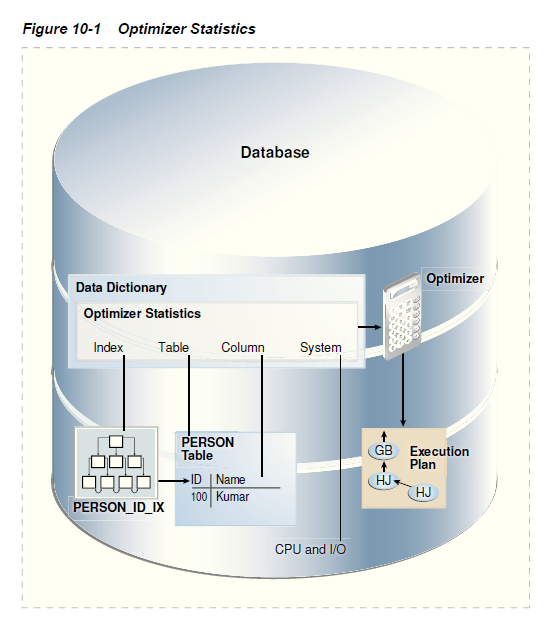 Figure 10-1 Optimizer Statistics
Database
Data Dictionary
Optimizer
Optimizer Statistics
Index Table Column System
PERSON
Table
ID Name
100 Kumar
PERSON_ID_IX
GB
Execution
Plan
HJ
HJ
CPU and I/O